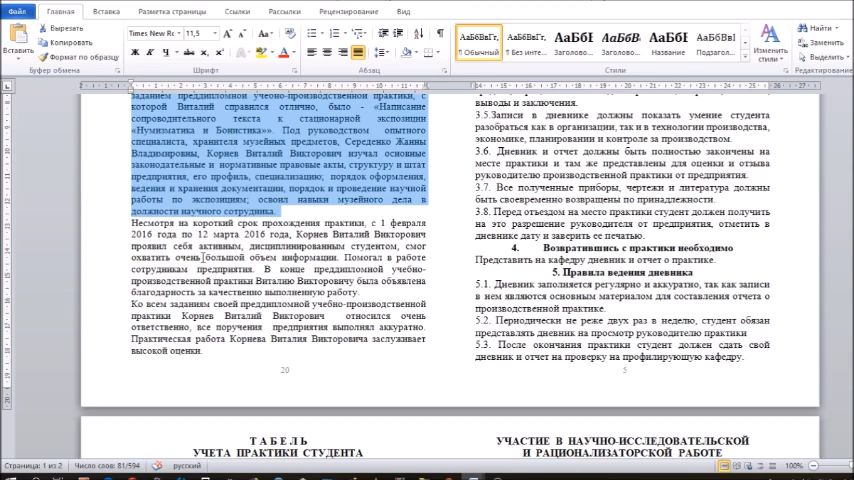 Файл Главная Вставка Разметка страницы Ссылки Рассылки Рецензирование Вид
Вставить
Вырезать
Копировать
Формат по образцу
Буфер обмена
Times New Ro 11,5
Шрифт
Абзац
АаБбВвГг, АаБбВвГг, АаБбВ АаБбВ АаБбВ АаБбВвІ
¶ Обычный ¶ Без инте... Заголово... Заголово... Название Подзагол...
Стили
Изменить стили
Найти
Заменить
Выделить
Редактирование
заданием преддипломной учебно-производственной практики, с
которой Виталий справился отлично, было - «Написание
сопроводительного текста к стационарной экспозиции
«Нумизматика и Бонистика»». Под руководством опытного
специалиста, хранителя музейных предметов, Середенко Жанны
Владимировны, Корнев Виталий Викторович изучал основные
законодательные и нормативные правовые акты, структуру и штат
предприятия, его профиль, специализацию; порядок оформления,
ведения и хранения документации, порядок и проведение научной
работы по экспозициям; освоил навыки музейного дела в
должности научного сотрудника.
Несмотря на короткий срок прохождения практики, с 1 февраля
2016 года по 12 марта 2016 года, Корнев Виталий Викторович
проявил себя активным, дисциплинированным студентом, смог
охватить очень большой объем информации. Помогал в работе
сотрудникам предприятия. В конце преддипломной учебно-
производственной практики Виталию Викторовичу была объявлена
благодарность за качественно выполненную работу.
Ко всем заданиям своей преддипломной учебно-производственной
практики Корнев Виталий Викторович относился очень
ответственно, все поручения предприятия выполнял аккуратно.
Практическая работа Корнева Виталия Викторовича заслуживает
высокой оценки.
20
выводы и заключения.
3.5.Записи в дневнике должны показать умение студента
разобраться как в организации, так и в технологии производства,
экономике, планировании и контроле за производством.
3.6. Дневник и отчет должны быть полностью закончены на
месте практики и там же представлены для оценки и отзыва
руководителю производственной практики от предприятия.
3.7. Все полученные приборы, чертежи и литература должны
быть своевременно возвращены по принадлежности.
3.8. Перед отъездом на место практики студент должен получить
на это разрешение руководителя от предприятия, отметить в
дневнике дату и заверить ее печатью.
4. Возвратившись с практики необходимо
Представить на кафедру дневник и отчет о практике.
5. Правила ведения дневника
5.1. Дневник заполняется регулярно и аккуратно, так как записи
в нем являются основным материалом для составления отчета о
производственной практике.
5.2. Периодически не реже двух раз в неделю, студент обязан
представлять дневник на просмотр руководителю практики
5.3. После окончания практики студент должен сдать свой
дневник и отчет на проверку на профилирующую кафедру.
5
Т А Б Е Л Ь
УЧЕТА ПРАКТИКИ СТУДЕНТА
УЧАСТИЕ В НАУЧНО-ИССЛЕДОВАТЕЛЬСКОЙ
И РАЦИОНАЛИЗАТОРСКОЙ РАБОТЕ
Страница: 1 из 2 Число слов: 81/594 русский 100%